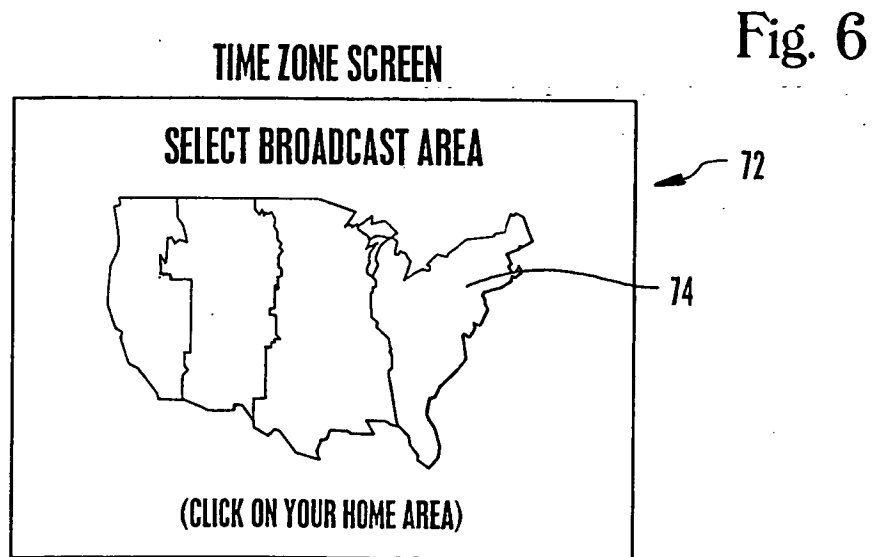 Fig. 6
TIME ZONE SCREEN
SELECT BROADCAST AREA
72
74
(CLICK ON YOUR HOME AREA)